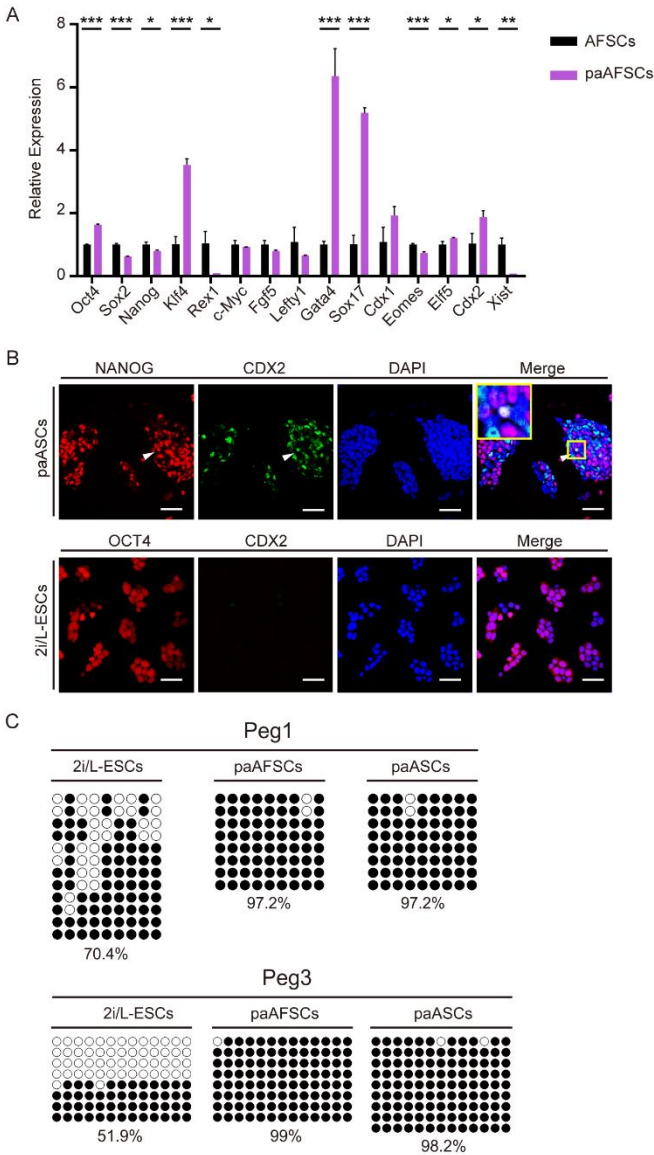 A
*** *** * *** * *** *** *** * * **
AFSCs
paAFSCs
Relative Expression
8
6
4
2
0
Oct4 Sox2 Nanog Klf4 Rex1 c-Myc Fgf5 Lefty1 Gata4 Sox17 Cdx1 Eomes Elf5 Cdx2 Xist
B
NANOG CDX2 DAPI Merge
paASCs
OCT4 CDX2 DAPI Merge
2i/L-ESCs
C
Peg1
2i/L-ESCs paAFSCs paASCs
97.2% 97.2%
70.4%
Peg3
2i/L-ESCs paAFSCs paASCs
51.9% 99% 98.2%